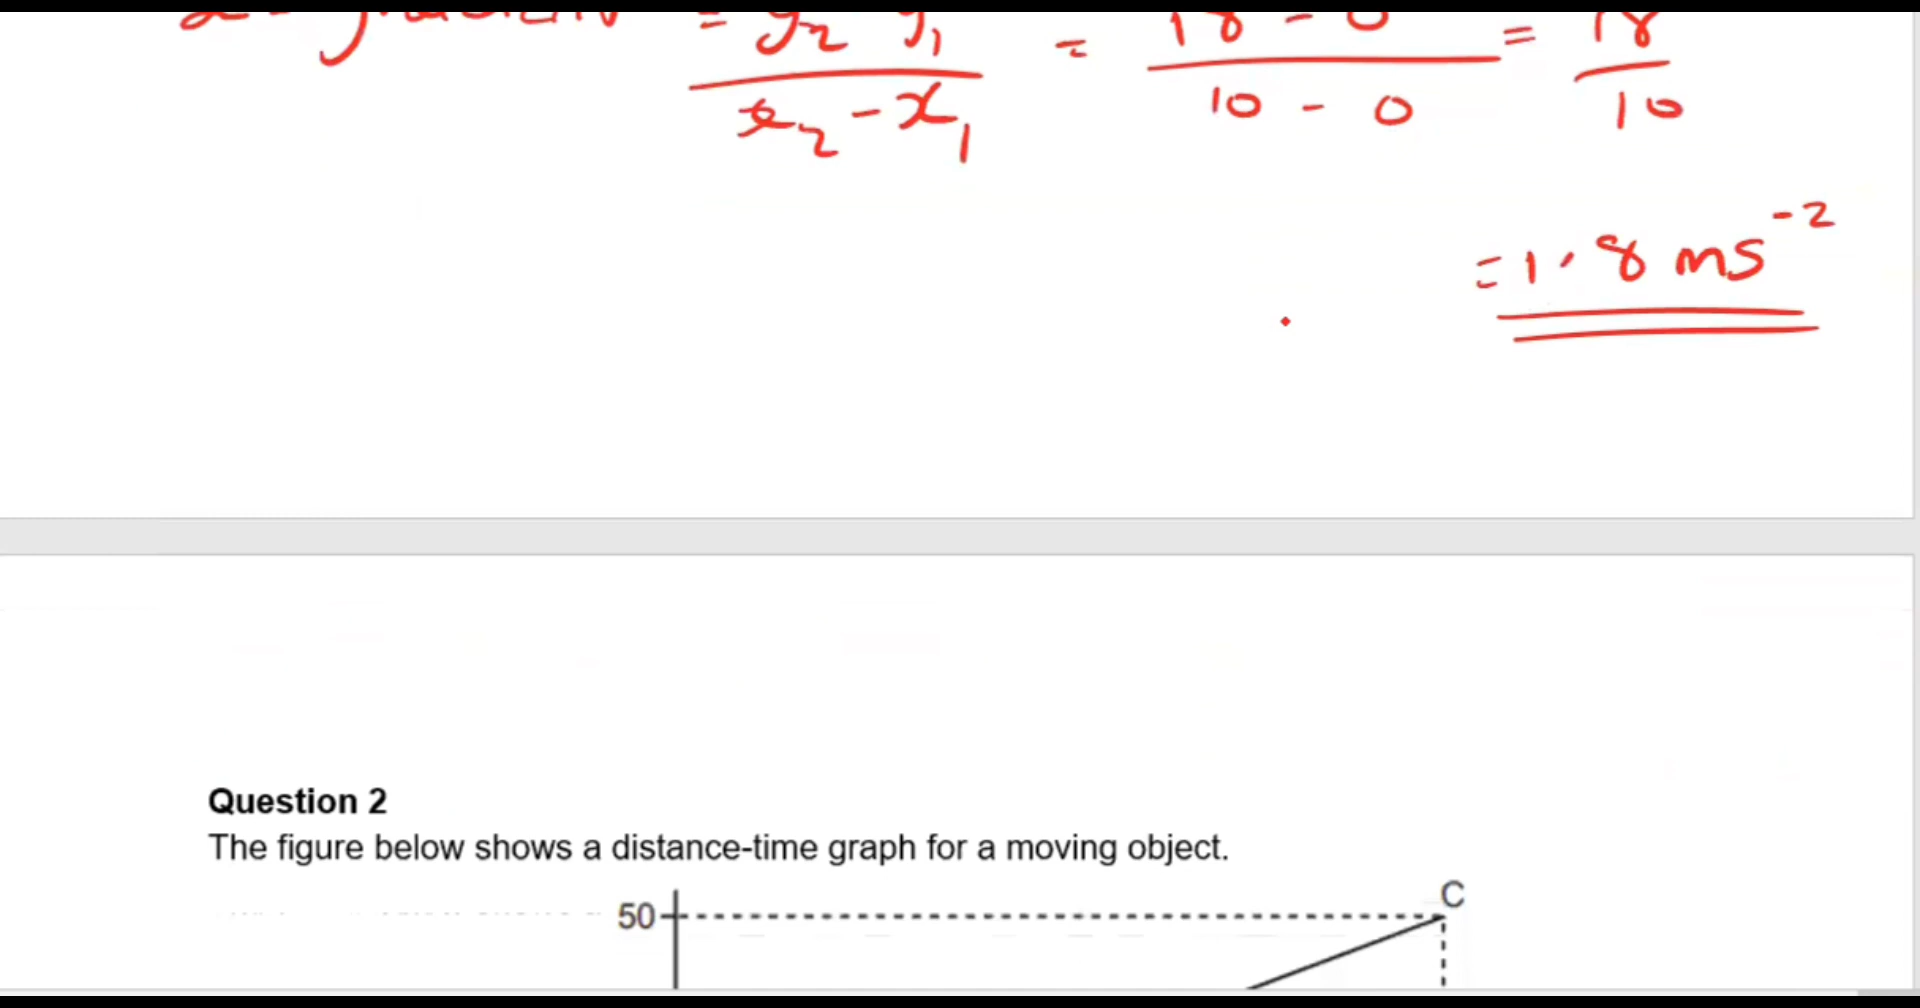 a = gradient = y₂ - y₁ / x₂ - x₁ = 18 - 0 / 10 - 0 = 18 / 10
= 1.8 ms⁻²
Question 2
The figure below shows a distance-time graph for a moving object.
C
50